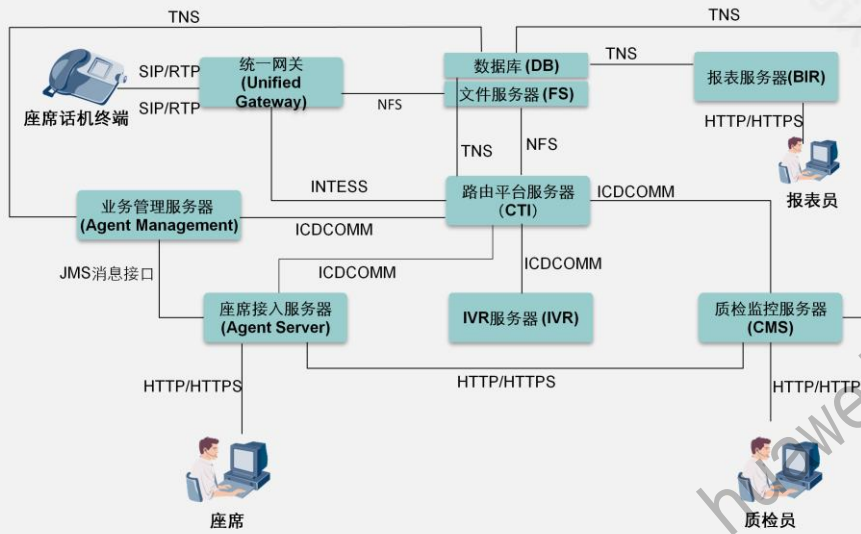 TNS
TNS
SIP/RTP
SIP/RTP
座席话机终端
统一网关
(Unified
Gateway)
NFS
数据库 (DB)
文件服务器 (FS)
TNS
报表服务器(BIR)
HTTP/HTTPS
报表员
TNS
NFS
INTESS
路由平台服务器
(CTI)
ICDCOMM
业务管理服务器
(Agent Management)
ICDCOMM
JMS消息接口
ICDCOMM
ICDCOMM
座席接入服务器
(Agent Server)
IVR服务器 (IVR)
质检监控服务器
(CMS)
HTTP/HTTPS
HTTP/HTTPS
HTTP/HTTP
座席
质检员
huawe